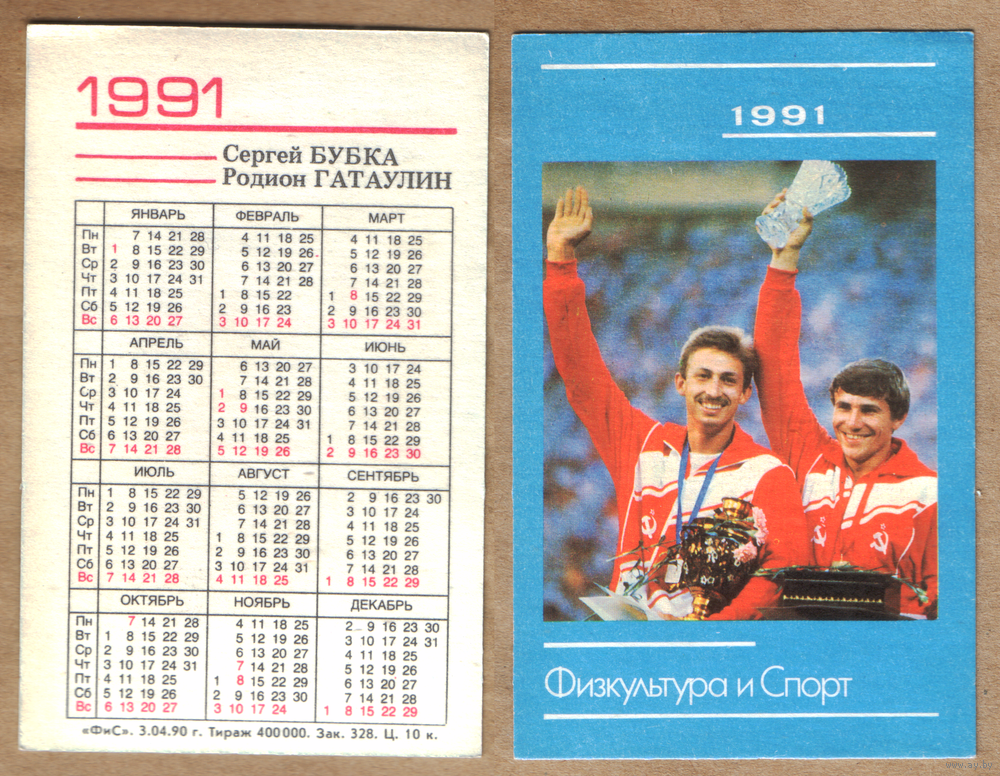 1991
Сергей БУБКА
Родион ГАТАУЛИН
ЯНВАРЬ ФЕВРАЛЬ МАРТ
Пн 7 14 21 28 4 11 18 25 4 11 18 25
Вт 1 8 15 22 29 5 12 19 26 5 12 19 26
Ср 2 9 16 23 30 6 13 20 27 6 13 20 27
Чт 3 10 17 24 31 7 14 21 28 7 14 21 28
Пт 4 11 18 25 1 8 15 22 1 8 15 22 29
Сб 5 12 19 26 2 9 16 23 2 9 16 23 30
Вс 6 13 20 27 3 10 17 24 3 10 17 24 31
АПРЕЛЬ МАЙ ИЮНЬ
Пн 1 8 15 22 29 6 13 20 27 3 10 17 24
Вт 2 9 16 23 30 7 14 21 28 4 11 18 25
Ср 3 10 17 24 1 8 15 22 29 5 12 19 26
Чт 4 11 18 25 2 9 16 23 30 6 13 20 27
Пт 5 12 19 26 3 10 17 24 31 7 14 21 28
Сб 6 13 20 27 4 11 18 25 1 8 15 22 29
Вс 7 14 21 28 5 12 19 26 2 9 16 23 30
ИЮЛЬ АВГУСТ СЕНТЯБРЬ
Пн 1 8 15 22 29 5 12 19 26 2 9 16 23 30
Вт 2 9 16 23 30 6 13 20 27 3 10 17 24
Ср 3 10 17 24 31 7 14 21 28 4 11 18 25
Чт 4 11 18 25 1 8 15 22 29 5 12 19 26
Пт 5 12 19 26 2 9 16 23 30 6 13 20 27
Сб 6 13 20 27 3 10 17 24 31 7 14 21 28
Вс 7 14 21 28 4 11 18 25 1 8 15 22 29
ОКТЯБРЬ НОЯБРЬ ДЕКАБРЬ
Пн 7 14 21 28 4 11 18 25 2 9 16 23 30
Вт 1 8 15 22 29 5 12 19 26 3 10 17 24 31
Ср 2 9 16 23 30 6 13 20 27 4 11 18 25
Чт 3 10 17 24 31 7 14 21 28 5 12 19 26
Пт 4 11 18 25 1 8 15 22 29 6 13 20 27
Сб 5 12 19 26 2 9 16 23 30 7 14 21 28
Вс 6 13 20 27 3 10 17 24 1 8 15 22 29
«ФиС». 3.04.90 г. Тираж 400000. Зак. 328. Ц. 10 к.
1991
Физкультура и Спорт
www.ay.by